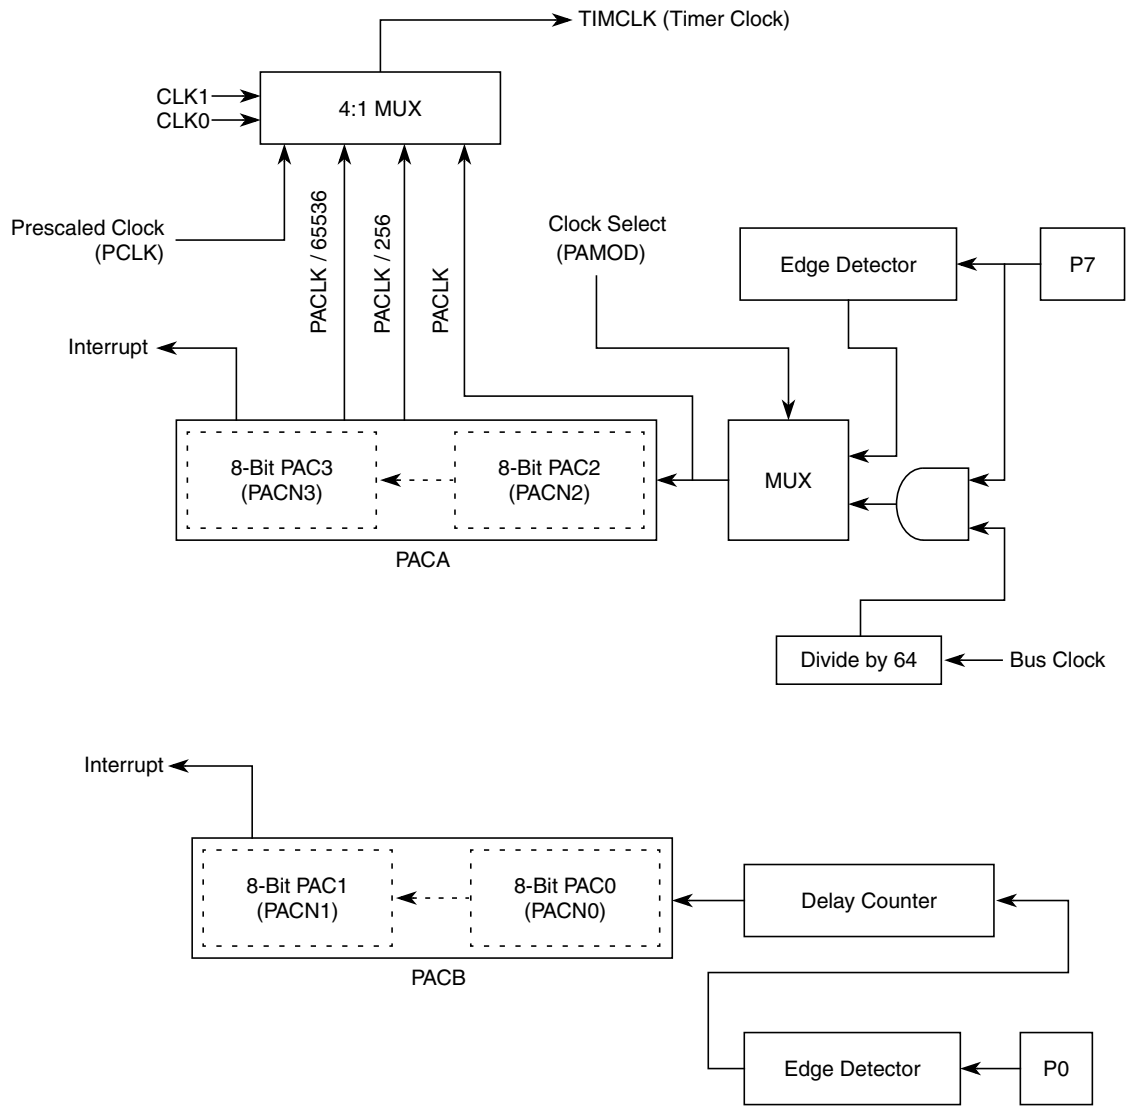 TIMCLK (Timer Clock)
CLK1
CLK0
4:1 MUX
Prescaled Clock
(PCLK)
PACLK / 65536
PACLK / 256
PACLK
Clock Select
(PAMOD)
Edge Detector
P7
Interrupt
8-Bit PAC3
(PACN3)
8-Bit PAC2
(PACN2)
MUX
PACA
Divide by 64
Bus Clock
Interrupt
8-Bit PAC1
(PACN1)
8-Bit PAC0
(PACN0)
Delay Counter
PACB
Edge Detector
P0